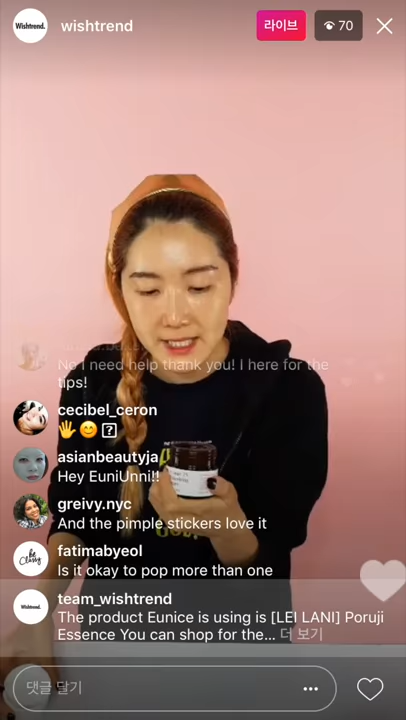 Wishtrend.
wishtrend
라이브
70
No I need help thank you! I here for the
tips!
cecibel_ceron
🖐😊
asianbeautyja
Hey EuniUnni!!
greivy.nyc
And the pimple stickers love it
be
Classy
fatimabyeol
Is it okay to pop more than one
Wishtrend.
team_wishtrend
The product Eunice is using is [LEI LANI] Poruji
Essence You can shop for the... 더 보기
댓글 달기